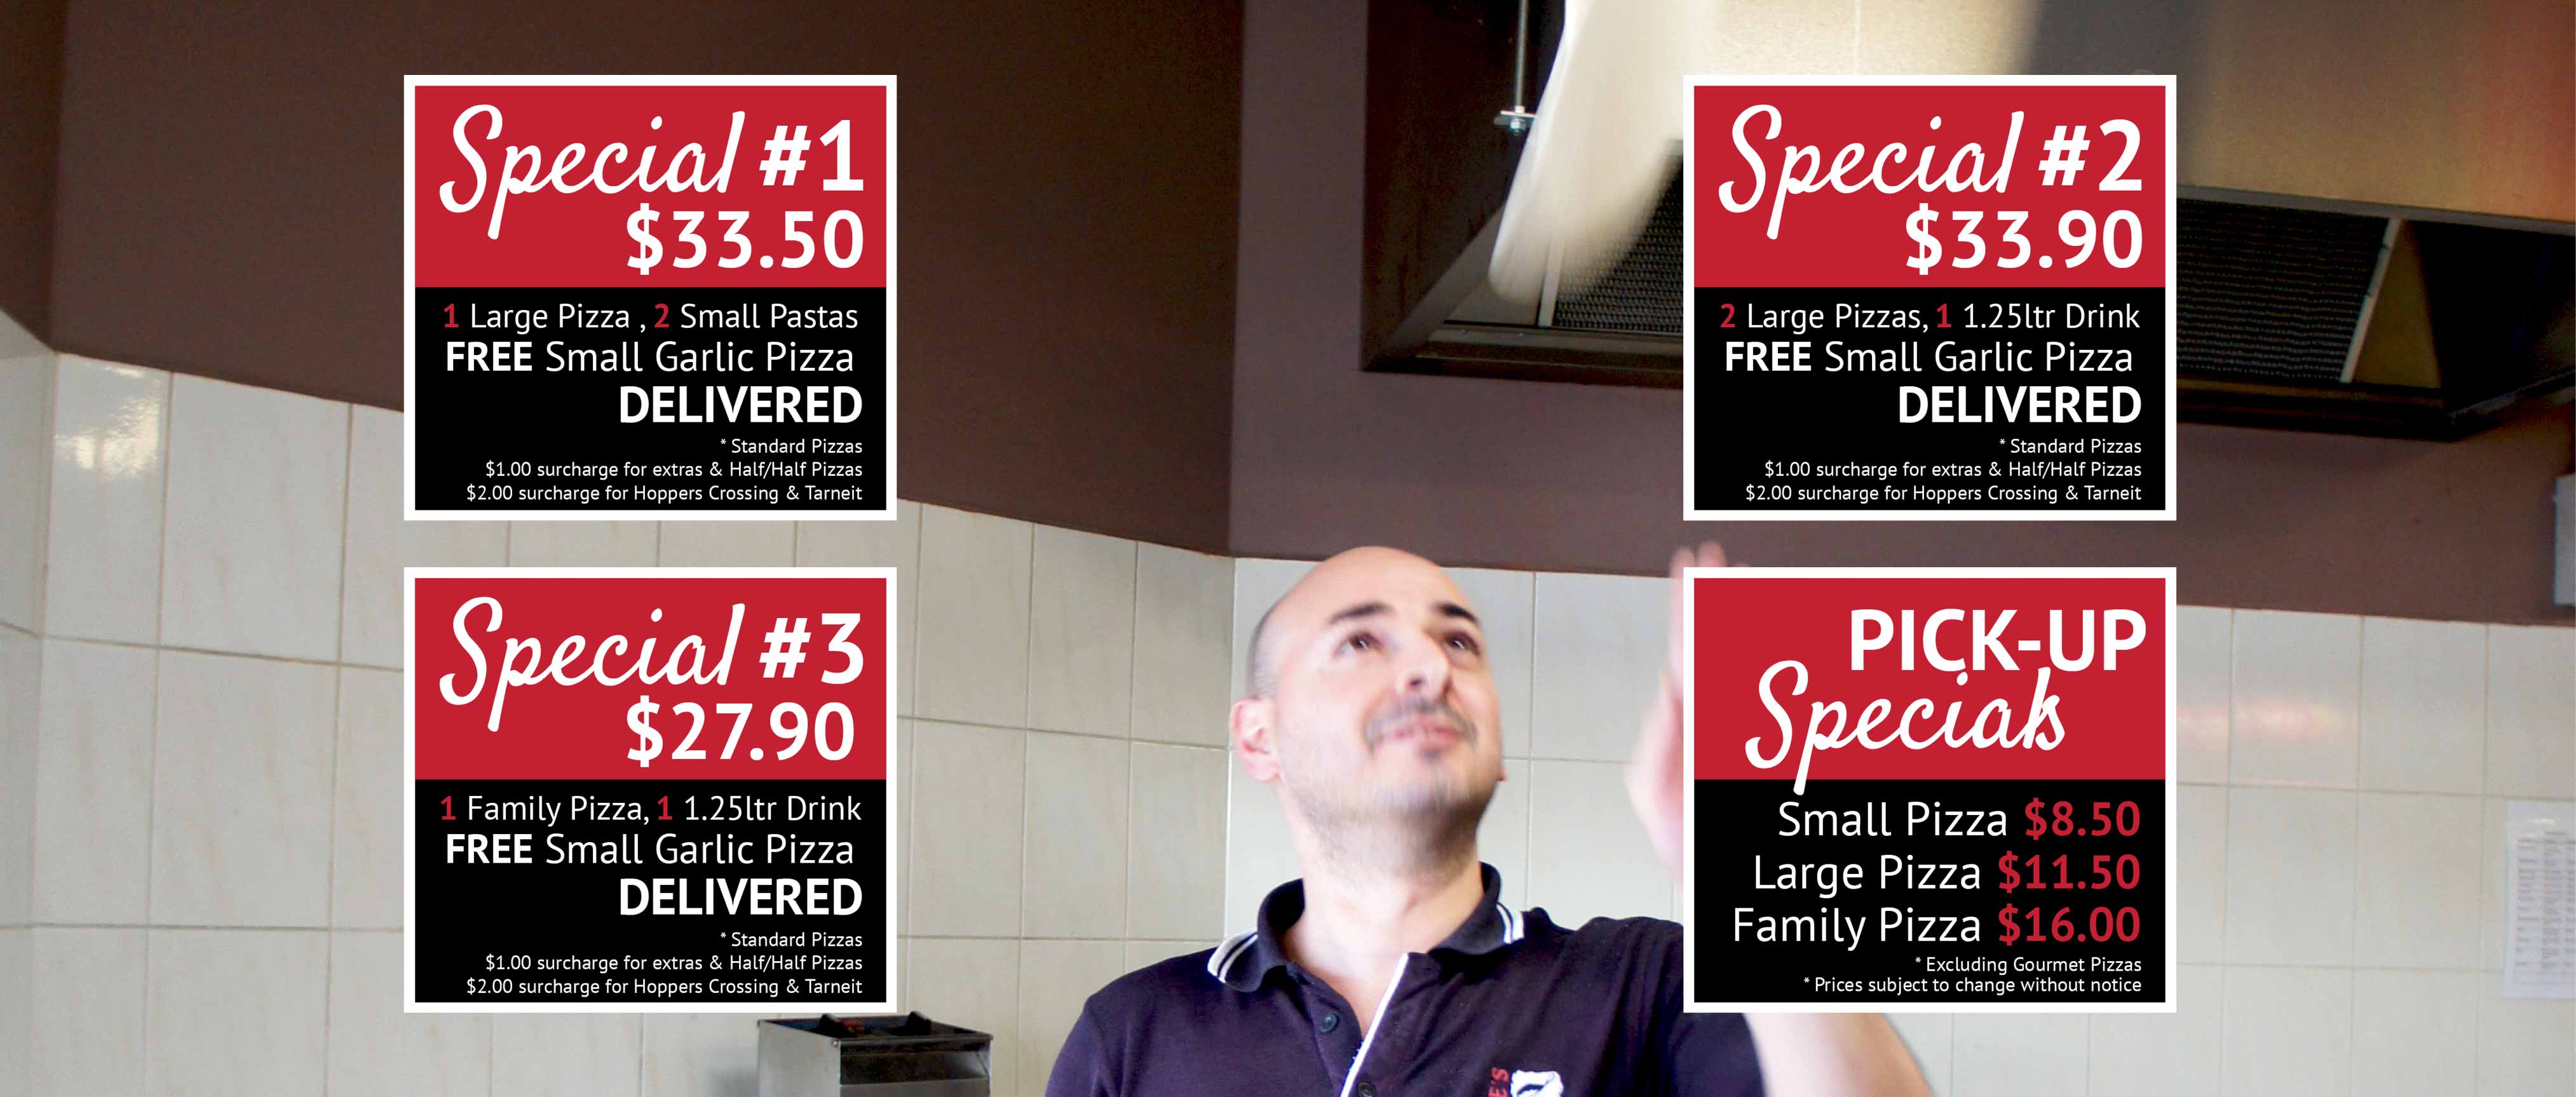 Special #1
$33.50
1 Large Pizza , 2 Small Pastas
FREE Small Garlic Pizza
DELIVERED
* Standard Pizzas
$1.00 surcharge for extras & Half/Half Pizzas
$2.00 surcharge for Hoppers Crossing & Tarneit
Special #2
$33.90
2 Large Pizzas, 1 1.25ltr Drink
FREE Small Garlic Pizza
DELIVERED
* Standard Pizzas
$1.00 surcharge for extras & Half/Half Pizzas
$2.00 surcharge for Hoppers Crossing & Tarneit
Special #3
$27.90
1 Family Pizza, 1 1.25ltr Drink
FREE Small Garlic Pizza
DELIVERED
* Standard Pizzas
$1.00 surcharge for extras & Half/Half Pizzas
$2.00 surcharge for Hoppers Crossing & Tarneit
PICK-UP
Specials
Small Pizza $8.50
Large Pizza $11.50
Family Pizza $16.00
* Excluding Gourmet Pizzas
* Prices subject to change without notice